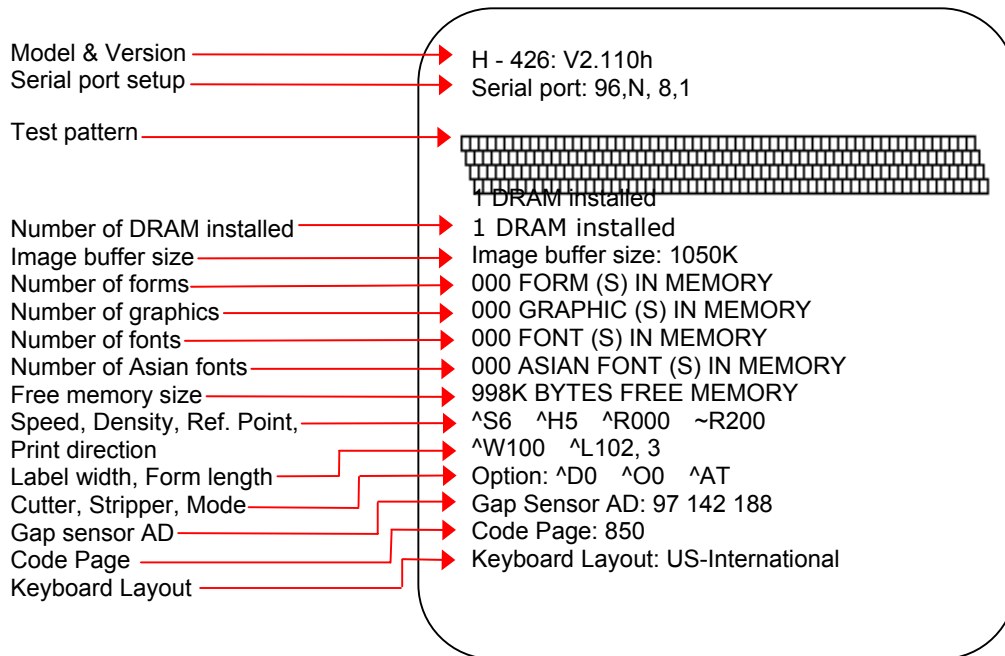 Model & Version
H - 426: V2.110h
Serial port setup
Serial port: 96,N, 8,1
Test pattern
1 DRAM installed
Number of DRAM installed
1 DRAM installed
Image buffer size
Image buffer size: 1050K
Number of forms
000 FORM (S) IN MEMORY
Number of graphics
000 GRAPHIC (S) IN MEMORY
Number of fonts
000 FONT (S) IN MEMORY
Number of Asian fonts
000 ASIAN FONT (S) IN MEMORY
Free memory size
998K BYTES FREE MEMORY
Speed, Density, Ref. Point,
Print direction
^S6 ^H5 ^R000 ~R200
Label width, Form length
^W100 ^L102, 3
Cutter, Stripper, Mode
Option: ^D0 ^O0 ^AT
Gap sensor AD
Gap Sensor AD: 97 142 188
Code Page
Code Page: 850
Keyboard Layout
Keyboard Layout: US-International